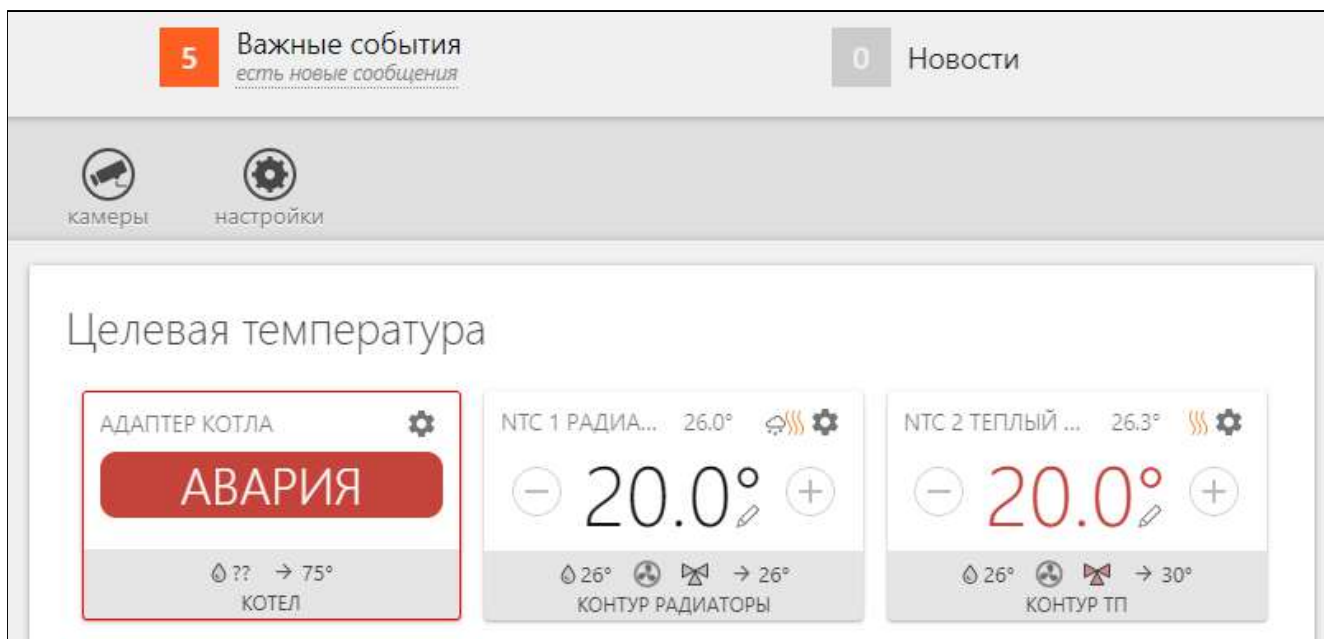 5 Важные события
есть новые сообщения
0 Новости
камеры настройки
Целевая температура
АДАПТЕР КОТЛА
АВАРИЯ
?? → 75°
КОТЕЛ
NTC 1 РАДИА... 26.0°
20.0°
26° → 26°
КОНТУР РАДИАТОРЫ
NTC 2 ТЕПЛЫЙ ... 26.3°
20.0°
26° → 30°
КОНТУР ТП